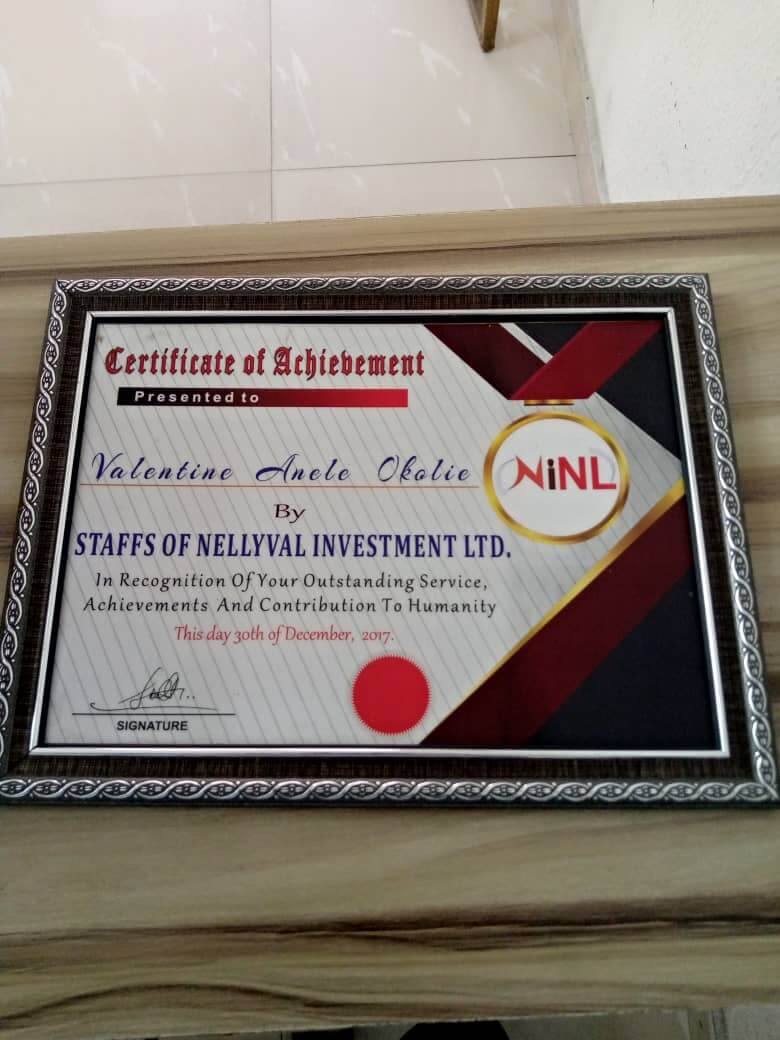 Certificate of Achievement
Presented to
Valentine Anele Okolie
NiNL
By
STAFFS OF NELLYVAL INVESTMENT LTD.
In Recognition Of Your Outstanding Service,
Achievements And Contribution To Humanity
This day 30th of December, 2017.
SIGNATURE